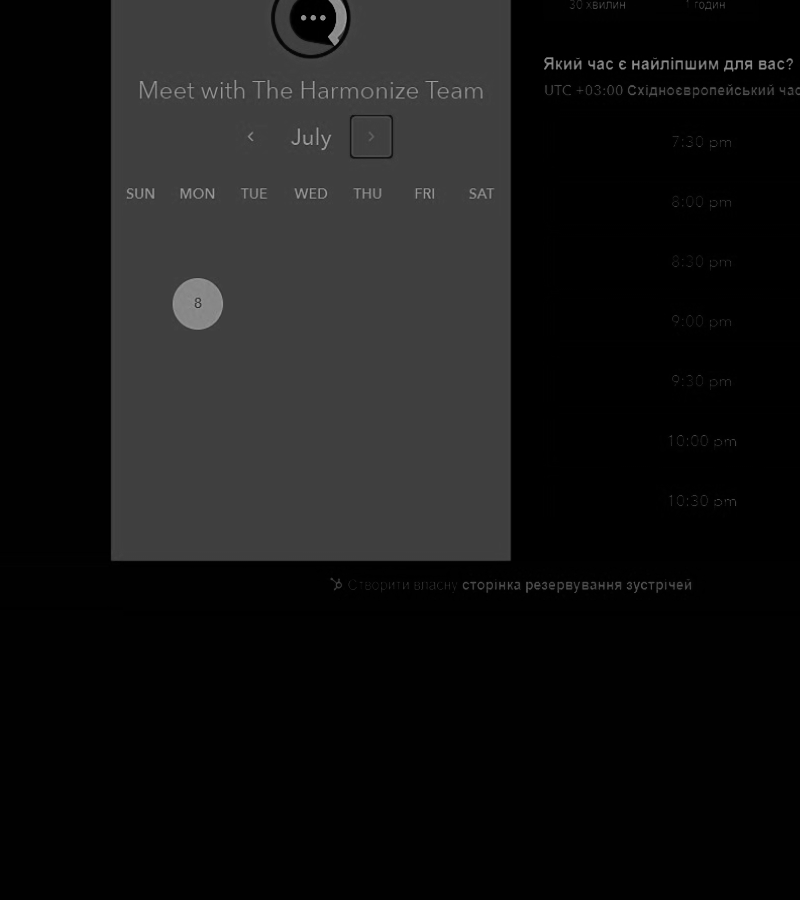 30 хвилин
1 годин
Meet with The Harmonize Team
July
SUN MON TUE WED THU FRI SAT
8
Який час є найліпшим для вас?
UTC +03:00 Східноєвропейський час
7:30 pm
8:00 pm
8:30 pm
9:00 pm
9:30 pm
10:00 pm
10:30 pm
Створити власну сторінка резервування зустрічей